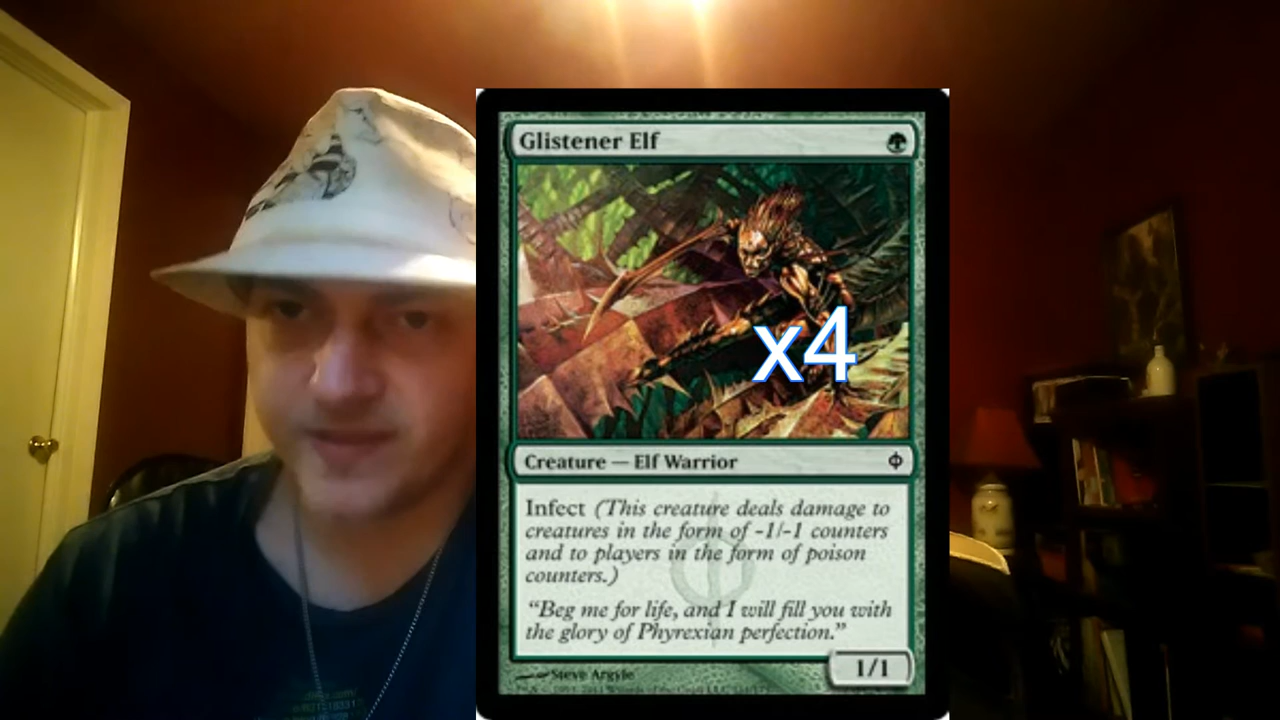 Glistener Elf
x4
Creature — Elf Warrior
Infect (This creature deals damage to
creatures in the form of -1/-1 counters
and to players in the form of poison
counters.)
“Beg me for life, and I will fill you with
the glory of Phyrexian perfection.”
1/1
Steve Argyle